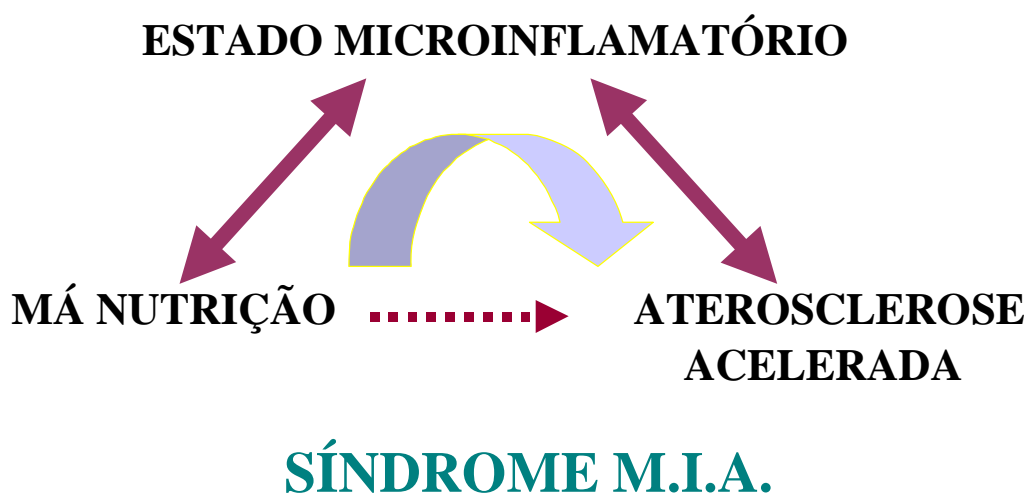 ESTADO MICROINFLAMATÓRIO
MÁ NUTRIÇÃO
ATEROSCLEROSE
ACELERADA
SÍNDROME M.I.A.